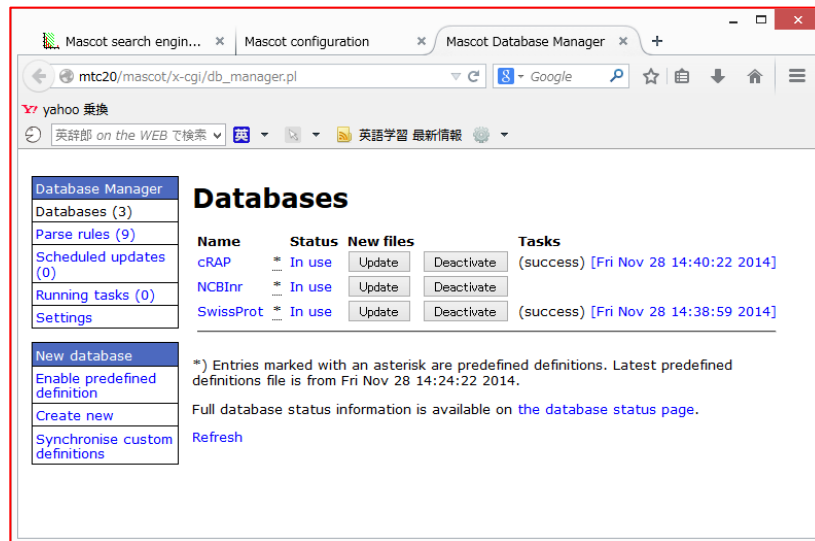 Mascot search engin... × Mascot configuration × Mascot Database Manager × +
mtc20/mascot/x-cgi/db_manager.pl 8 Google
Y? yahoo 乗換
英辞郎 on the WEB で検索 英 英語学習 最新情報
Database Manager
Databases (3)
Parse rules (9)
Scheduled updates
(0)
Running tasks (0)
Settings
New database
Enable predefined
definition
Create new
Synchronise custom
definitions
Databases
Name Status New files Tasks
cRAP * In use Update Deactivate (success) [Fri Nov 28 14:40:22 2014]
NCBInr * In use Update Deactivate
SwissProt * In use Update Deactivate (success) [Fri Nov 28 14:38:59 2014]
*) Entries marked with an asterisk are predefined definitions. Latest predefined
definitions file is from Fri Nov 28 14:24:22 2014.
Full database status information is available on the database status page.
Refresh